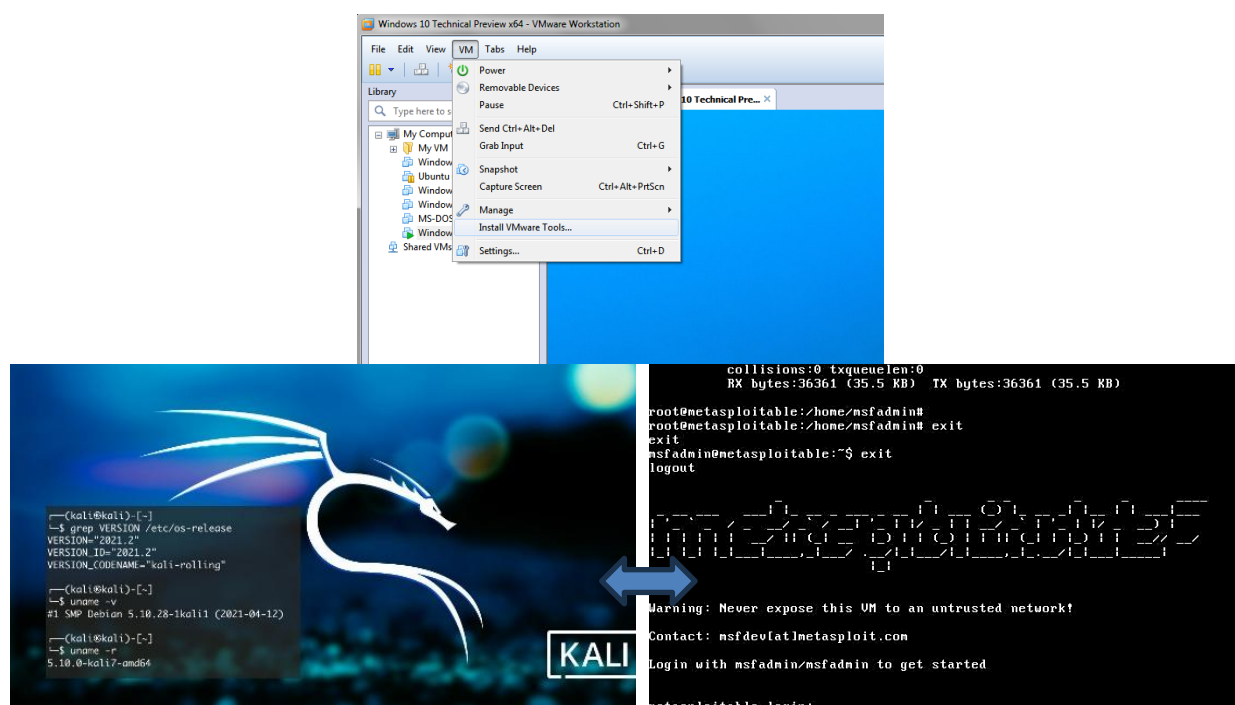 Windows 10 Technical Preview x64 - VMware Workstation
File Edit View VM Tabs Help
Library
Type here to s
My Comput
My VM
Window
Ubuntu
Window
Window
MS-DOS
Window
Shared VMs
Power
Removable Devices
Pause Ctrl+Shift+P
Send Ctrl+Alt+Del
Grab Input Ctrl+G
Snapshot
Capture Screen Ctrl+Alt+PrtScn
Manage
Install VMware Tools...
Settings... Ctrl+D
10 Technical Pre...
┌──(kali㉿kali)-[~]
└─$ grep VERSION /etc/os-release
VERSION="2021.2"
VERSION_ID="2021.2"
VERSION_CODENAME="kali-rolling"
┌──(kali㉿kali)-[~]
└─$ uname -v
#1 SMP Debian 5.10.28-1kali1 (2021-04-12)
┌──(kali㉿kali)-[~]
└─$ uname -r
5.10.0-kali7-amd64
KALI
collisions:0 txqueuelen:0
RX bytes:36361 (35.5 KB) TX bytes:36361 (35.5 KB)
root@metasploitable:/home/msfadmin#
root@metasploitable:/home/msfadmin# exit
exit
msfadmin@metasploitable:~$ exit
logout
metasploitable
Warning: Never expose this VM to an untrusted network!
Contact: msfdev[at]metasploit.com
Login with msfadmin/msfadmin to get started
metasploitable login: